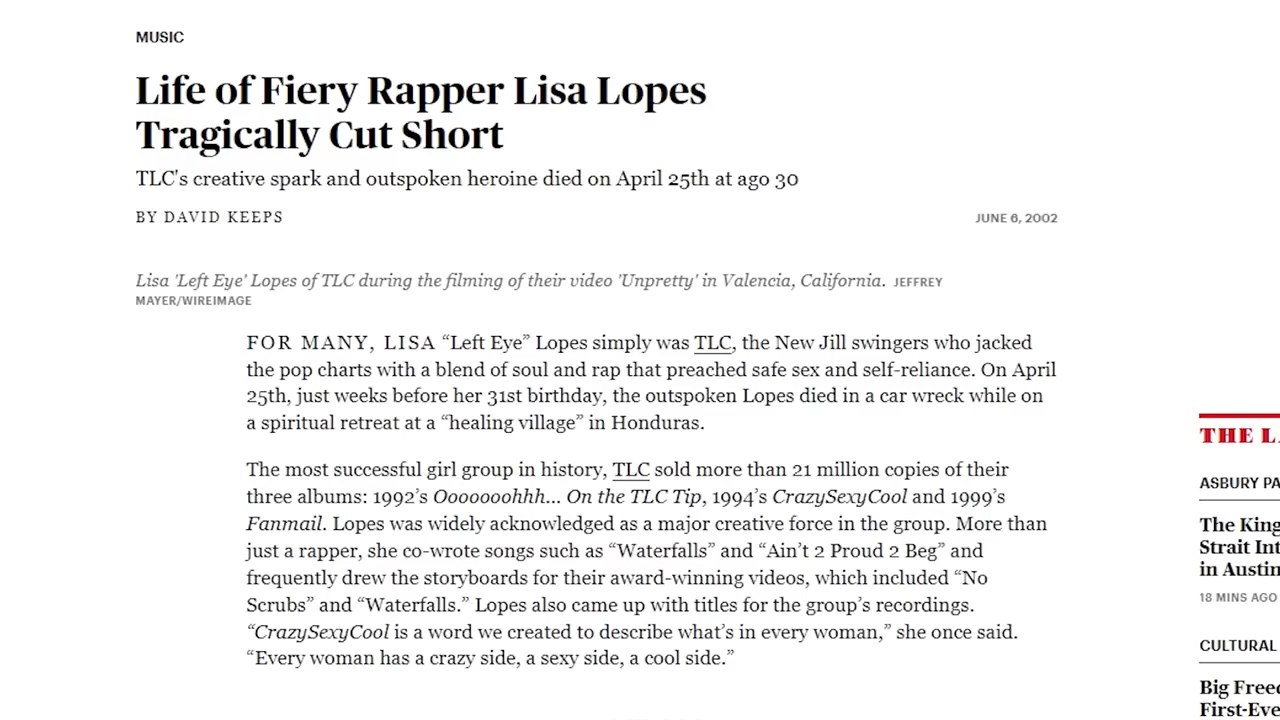 MUSIC
Life of Fiery Rapper Lisa Lopes
Tragically Cut Short
TLC's creative spark and outspoken heroine died on April 25th at ago 30
BY DAVID KEEPS
JUNE 6, 2002
Lisa 'Left Eye' Lopes of TLC during the filming of their video 'Unpretty' in Valencia, California. JEFFREY
MAYER/WIREIMAGE
FOR MANY, LISA “Left Eye” Lopes simply was TLC, the New Jill swingers who jacked
the pop charts with a blend of soul and rap that preached safe sex and self-reliance. On April
25th, just weeks before her 31st birthday, the outspoken Lopes died in a car wreck while on
a spiritual retreat at a “healing village” in Honduras.
The most successful girl group in history, TLC sold more than 21 million copies of their
three albums: 1992’s Ooooooohhh... On the TLC Tip, 1994’s CrazySexyCool and 1999’s
Fanmail. Lopes was widely acknowledged as a major creative force in the group. More than
just a rapper, she co-wrote songs such as “Waterfalls” and “Ain’t 2 Proud 2 Beg” and
frequently drew the storyboards for their award-winning videos, which included “No
Scrubs” and “Waterfalls.” Lopes also came up with titles for the group’s recordings.
“CrazySexyCool is a word we created to describe what’s in every woman,” she once said.
“Every woman has a crazy side, a sexy side, a cool side.”
THE L
ASBURY PA
The King
Strait Int
in Austin
18 MINS AGO
CULTURAL
Big Freed
First-Eve